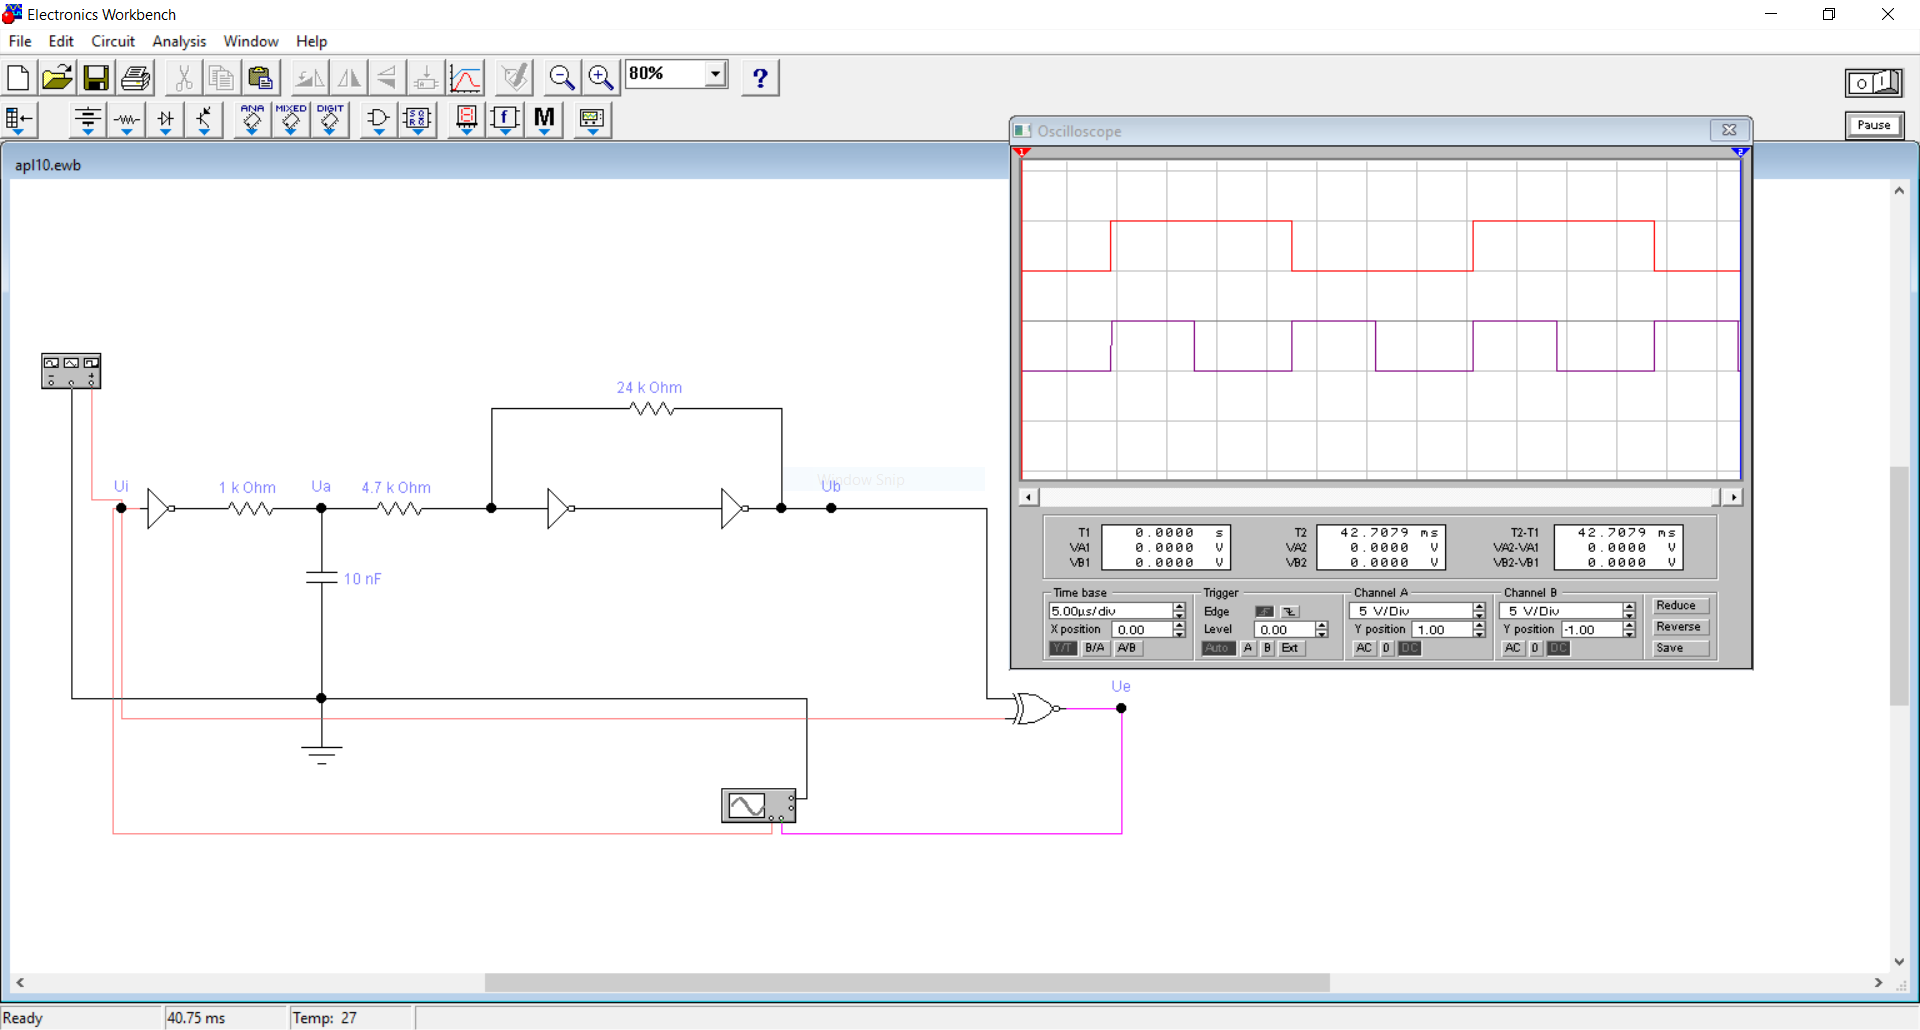 Electronics Workbench
File Edit Circuit Analysis Window Help
80%
?
ANA MIXED DIGIT
f M
Pause
apl10.ewb
Oscilloscope
1 2
24 k Ohm
Window Snip
Ui 1 k Ohm Ua 4.7 k Ohm Ub
10 nF
T1 0.0000 s T2 42.7079 ms T2-T1 42.7079 ms
VA1 0.0000 V VA2 0.0000 V VA2-VA1 0.0000 V
VB1 0.0000 V VB2 0.0000 V VB2-VB1 0.0000 V
Time base Trigger Channel A Channel B
5.00µs/div Edge 5 V/Div 5 V/Div Reduce
X position 0.00 Level 0.00 Y position 1.00 Y position -1.00 Reverse
Y/T B/A A/B Auto A B Ext AC 0 DC AC 0 DC Save
Ue
Ready 40.75 ms Temp: 27